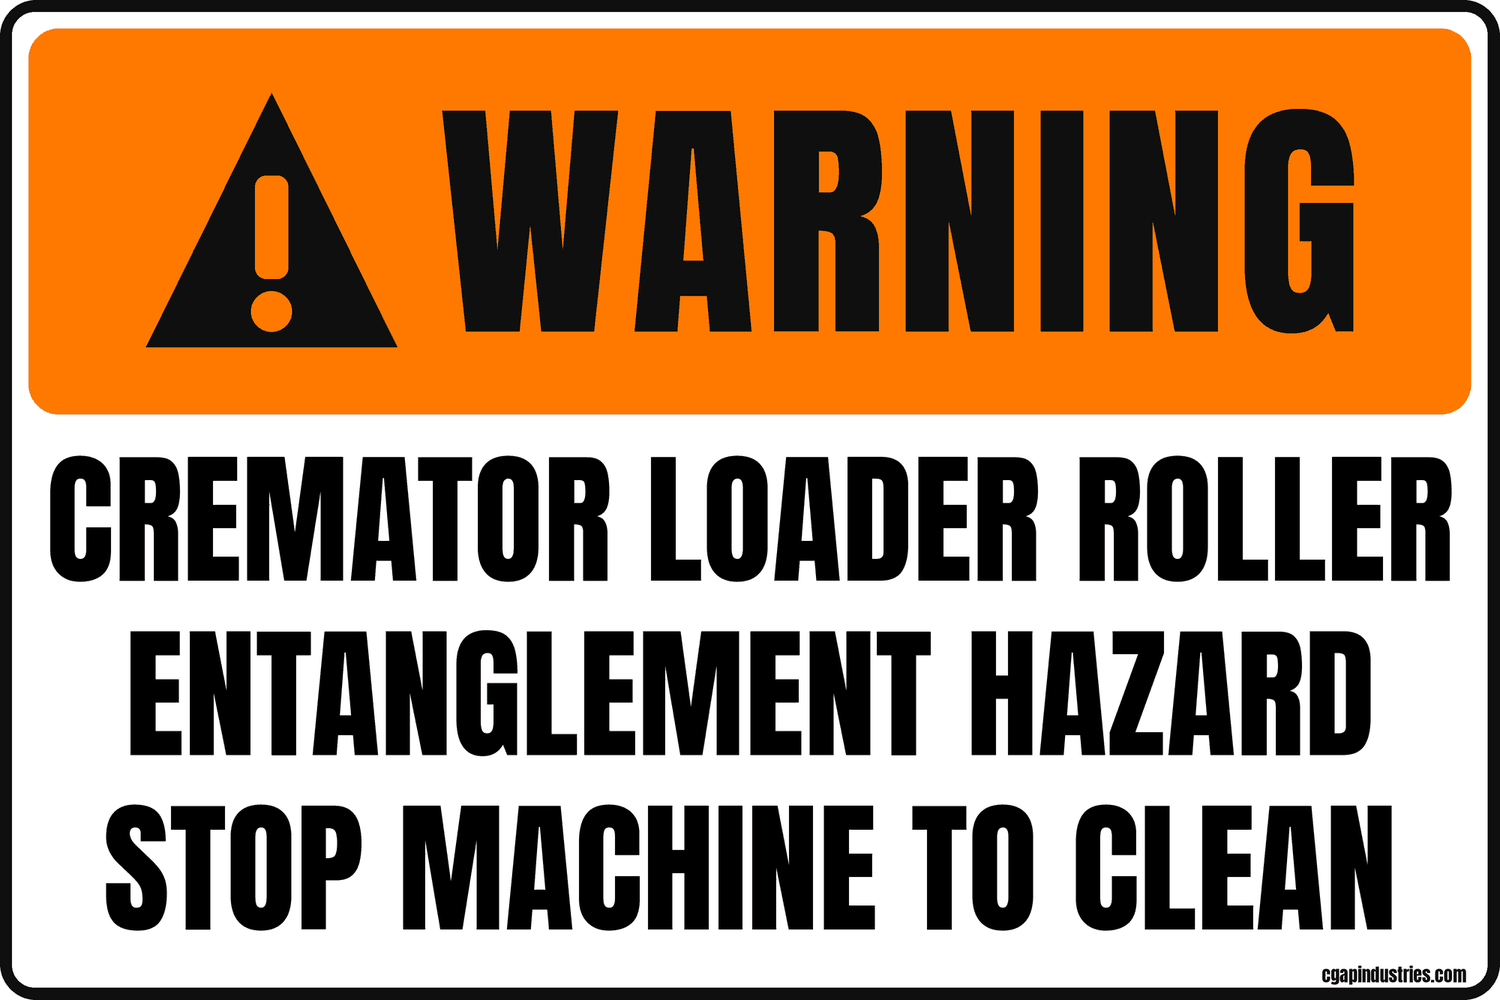 WARNING
CREMATOR LOADER ROLLER
ENTANGLEMENT HAZARD
STOP MACHINE TO CLEAN
cgapindustries.com